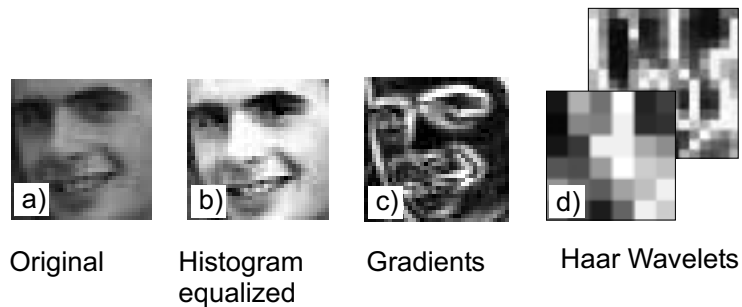 a)
b)
c)
d)
Original
Histogram
equalized
Gradients
Haar Wavelets